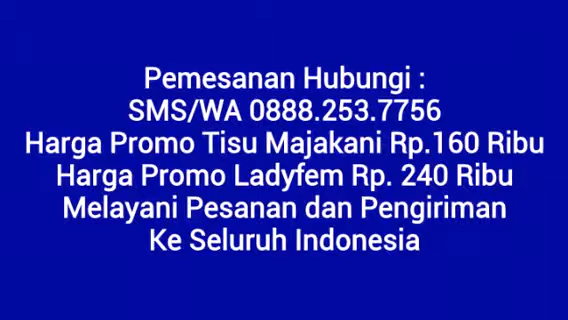 Pemesanan Hubungi :
SMS/WA 0888.253.7756
Harga Promo Tisu Majakani Rp.160 Ribu
Harga Promo Ladyfem Rp. 240 Ribu
Melayani Pesanan dan Pengiriman
Ke Seluruh Indonesia